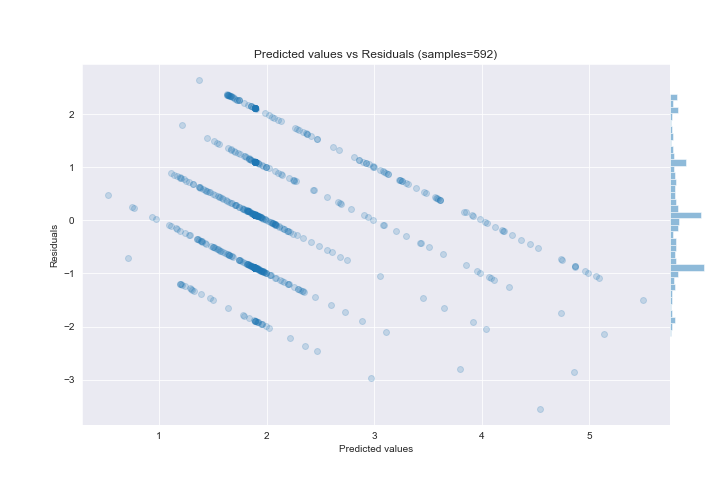 Predicted values vs Residuals (samples=592)
2
1
0
−1
−2
−3
Residuals
1 2 3 4 5
Predicted values